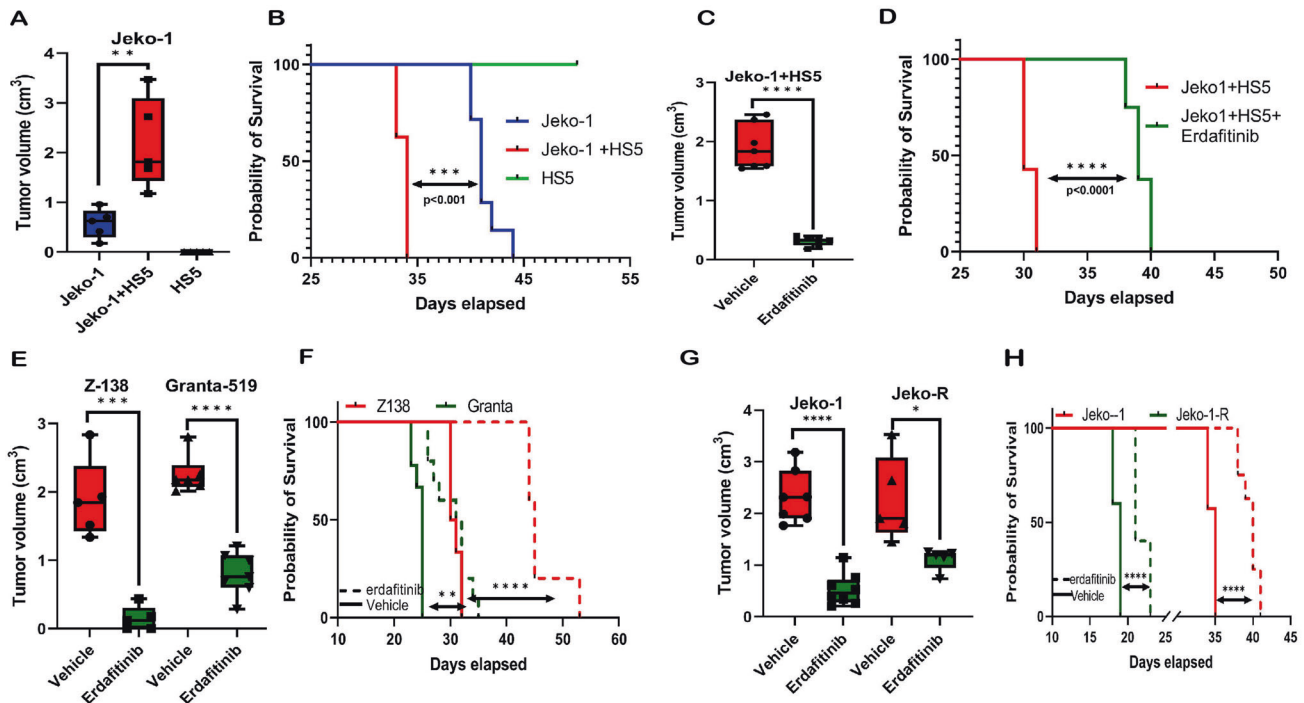 A
Jeko-1
* *
Tumor volume (cm³)
4
3
2
1
0
Jeko-1
Jeko-1+HS5
HS5
B
Probability of Survival
100
50
0
Jeko-1
Jeko-1 +HS5
HS5
* * *
p<0.001
25 35 45 55
Days elapsed
C
Jeko-1+HS5
* * * *
Tumor volume (cm³)
3
2
1
0
Vehicle
Erdafitinib
D
Probability of Survival
100
50
0
Jeko1+HS5
Jeko1+HS5+
Erdafitinib
* * * *
p<0.0001
25 30 35 40 45 50
Days elapsed
E
Z-138 Granta-519
* * * * * * *
Tumor volume (cm³)
3
2
1
0
Vehicle
Erdafitinib
Vehicle
Erdafitinib
F
Z138 Granta
Probability of Survival
100
50
0
erdafitinib
Vehicle
* * * * * *
10 20 30 40 50 60
Days elapsed
G
Jeko-1 Jeko-R
**** *
Tumor volume (cm³)
4
3
2
1
0
Vehicle
Erdafitinib
Vehicle
Erdafitinib
H
Jeko--1 Jeko-1-R
Probability of Survival
100
50
0
erdafitinib
Vehicle
**** ****
10 15 20 25 35 40 45
Days elapsed